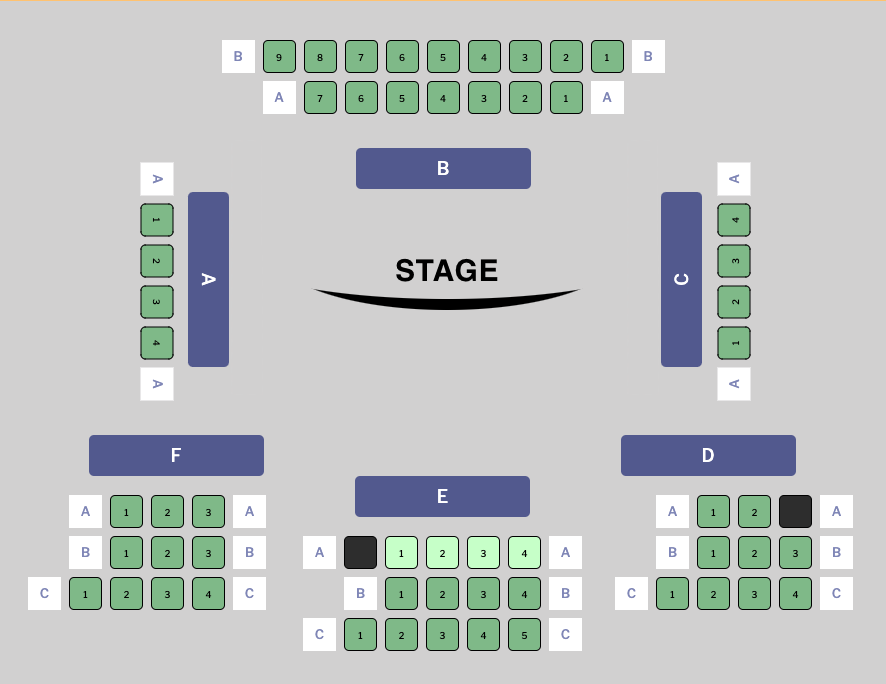 B 9 8 7 6 5 4 3 2 1 B
A 7 6 5 4 3 2 1 A
B
A
1
2
3
4
A
A
STAGE
C
A
4
3
2
1
A
F
A 1 2 3 A
B 1 2 3 B
C 1 2 3 4 C
E
A 1 2 3 4 A
B 1 2 3 4 B
C 1 2 3 4 5 C
D
A 1 2 A
B 1 2 3 B
C 1 2 3 4 C